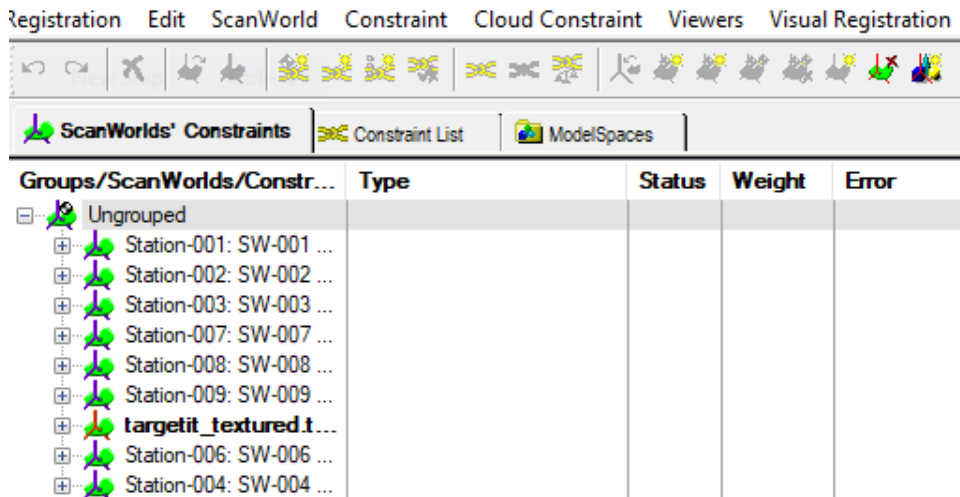 Registration Edit ScanWorld Constraint Cloud Constraint Viewers Visual Registration
ScanWorlds' Constraints Constraint List ModelSpaces
Groups/ScanWorlds/Constr... Type Status Weight Error
Ungrouped
Station-001: SW-001 ...
Station-002: SW-002 ...
Station-003: SW-003 ...
Station-007: SW-007 ...
Station-008: SW-008 ...
Station-009: SW-009 ...
targetit_textured.t...
Station-006: SW-006 ...
Station-004: SW-004 ...